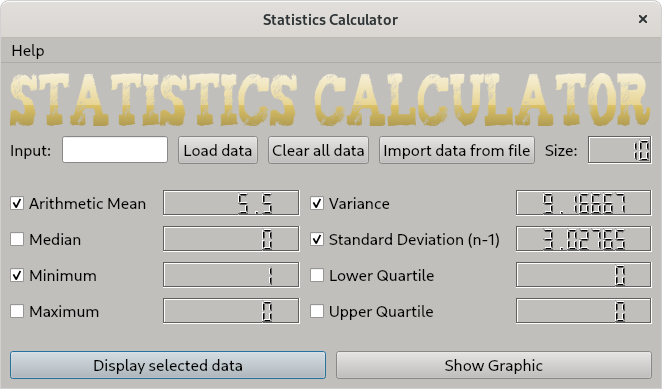 Statistics Calculator ×
Help
STATISTICS CALCULATOR
Input: Load data Clear all data Import data from file Size: 10
Arithmetic Mean 5.5 Variance 9.16667
Median 0 Standard Deviation (n-1) 3.02765
Minimum 1 Lower Quartile 0
Maximum 0 Upper Quartile 0
Display selected data Show Graphic